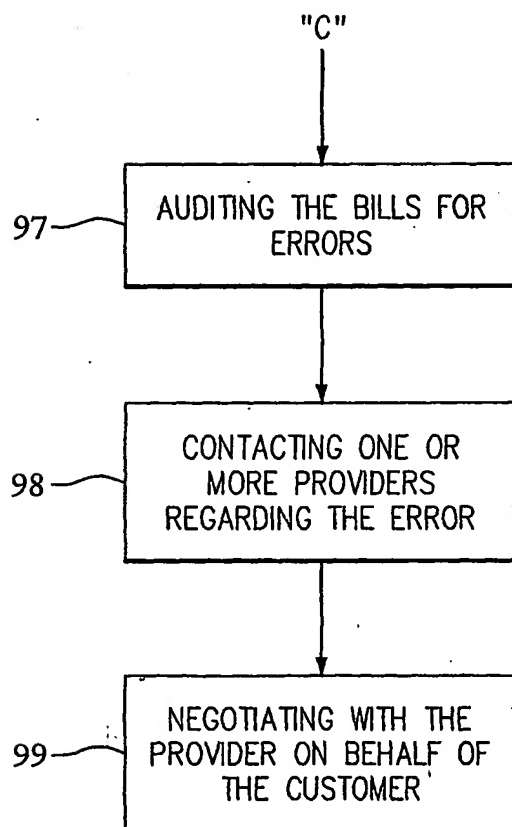 "C"
97
AUDITING THE BILLS FOR
ERRORS
98
CONTACTING ONE OR
MORE PROVIDERS
REGARDING THE ERROR
99
NEGOTIATING WITH THE
PROVIDER ON BEHALF OF
THE CUSTOMER